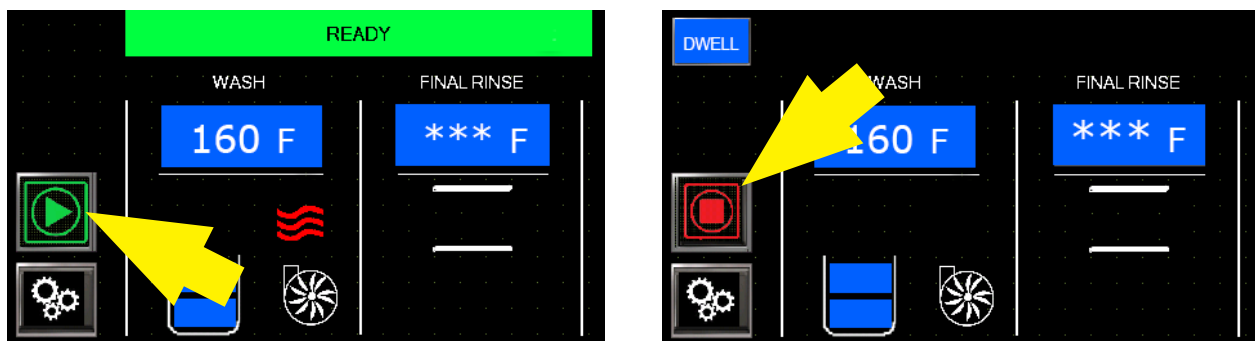 READY
WASH
FINAL RINSE
160 F
*** F
DWELL
WASH
FINAL RINSE
160 F
*** F